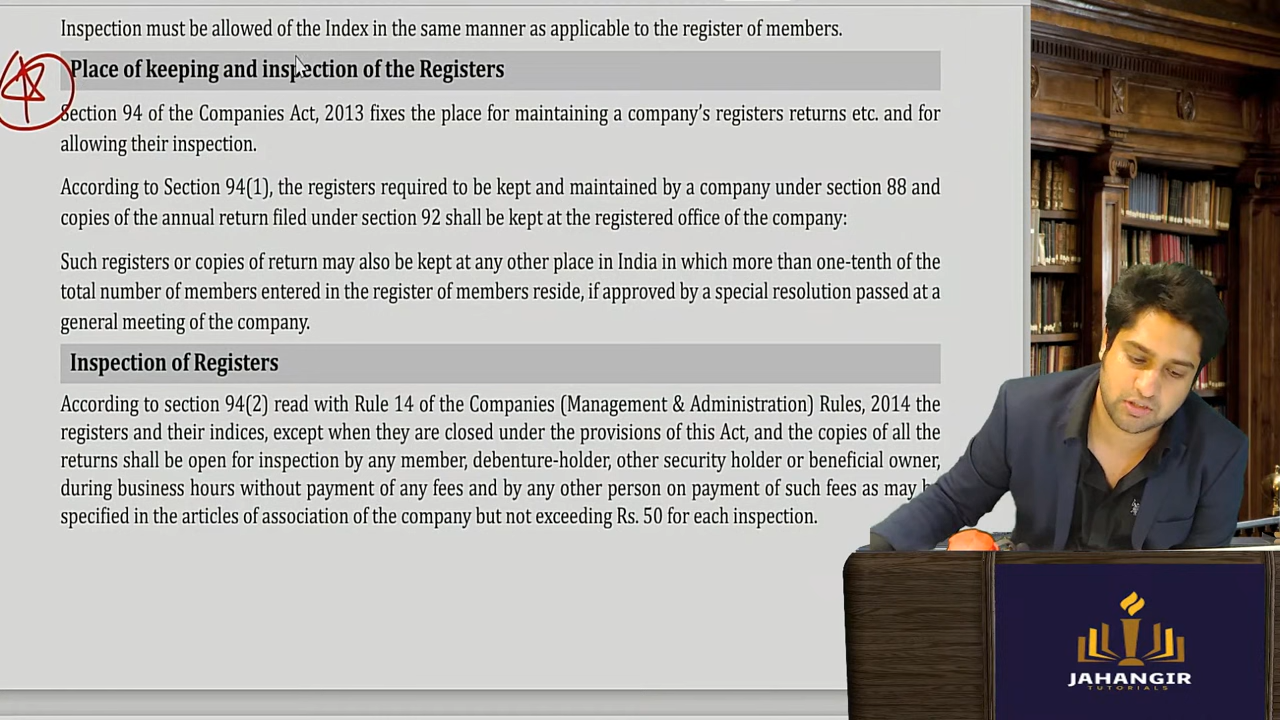 Inspection must be allowed of the Index in the same manner as applicable to the register of members.
Place of keeping and inspection of the Registers
Section 94 of the Companies Act, 2013 fixes the place for maintaining a company's registers returns etc. and for
allowing their inspection.
According to Section 94(1), the registers required to be kept and maintained by a company under section 88 and
copies of the annual return filed under section 92 shall be kept at the registered office of the company:
Such registers or copies of return may also be kept at any other place in India in which more than one-tenth of the
total number of members entered in the register of members reside, if approved by a special resolution passed at a
general meeting of the company.
Inspection of Registers
According to section 94(2) read with Rule 14 of the Companies (Management & Administration) Rules, 2014 the
registers and their indices, except when they are closed under the provisions of this Act, and the copies of all the
returns shall be open for inspection by any member, debenture-holder, other security holder or beneficial owner,
during business hours without payment of any fees and by any other person on payment of such fees as may
specified in the articles of association of the company but not exceeding Rs. 50 for each inspection.
JAHANGIR
TUTORIALS